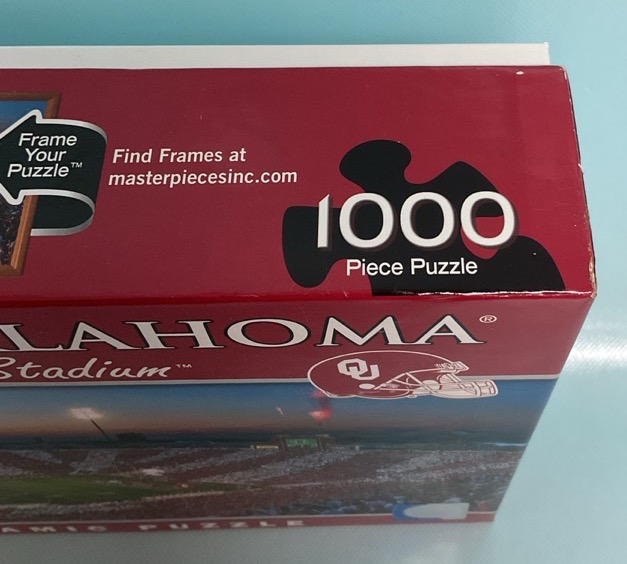 Frame
Your
Puzzle™
Find Frames at
masterpiecesinc.com
1000
Piece Puzzle
LAHOMA®
Stadium™
OU
AMIC PUZZLE